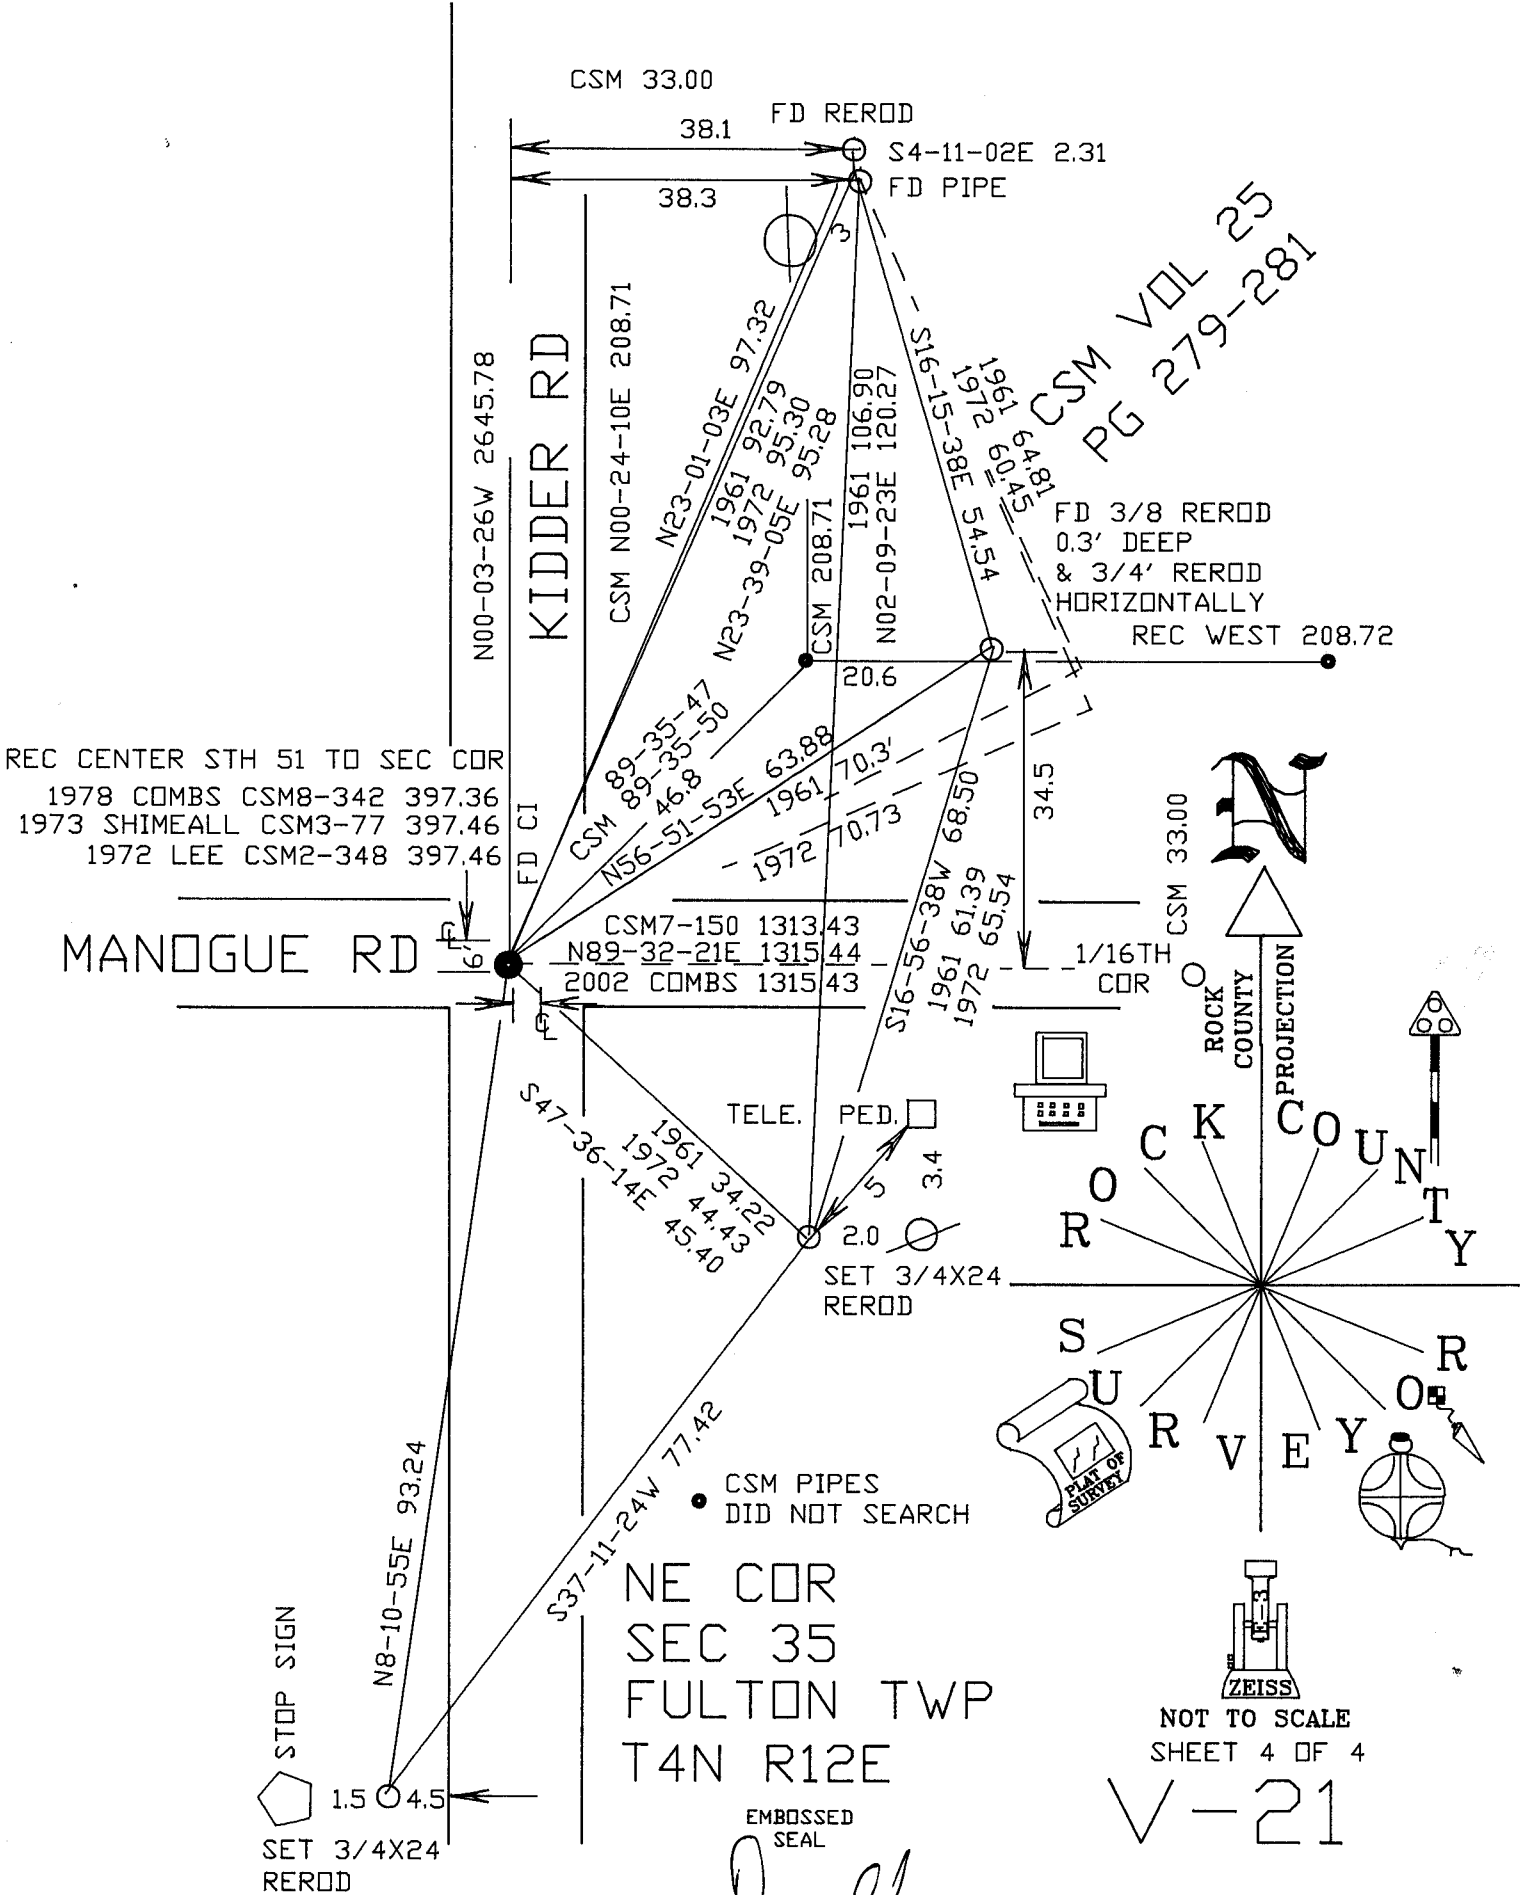 CSM 33.00
FD REROD
38.1
S4-11-02E 2.31
38.3
FD PIPE
3
CSM VOL 25
PG 279-281
N00-03-26W 2645.78
KIDDER RD
CSM N00-24-10E 208.71
N23-01-03E 97.32
1961 92.79
1972 95.30
N23-39-05E 95.28
CSM 208.71
1961 106.90
N02-09-23E 120.27
S16-15-38E 54.54
1961 64.81
1972 60.45
FD 3/8 REROD
0.3' DEEP
& 3/4' REROD
HORIZONTALLY
REC WEST 208.72
20.6
REC CENTER STH 51 TO SEC COR
1978 COMBS CSM8-342 397.36
1973 SHIMEALL CSM3-77 397.46
1972 LEE CSM2-348 397.46
FD CI
89-35-47
CSM 89-35-50
46.8
N56-51-53E 63.88
1961 70.3'
1972 70.73
34.5
S16-56-38W 68.50
1961 61.39
1972 65.54
CSM 33.00
N
MANOGUE RD
6'
CSM7-150 1313.43
N89-32-21E 1315.44
2002 COMBS 1315.43
1/16TH
COR
CL
CL
ROCK
COUNTY
PROJECTION
S47-36-14E 45.40
1961 34.22
1972 44.43
TELE. PED.
5
3.4
2.0
SET 3/4X24
REROD
ROCK COUNTY
SURVEYOR
PLAT OF
SURVEY
N8-10-55E 93.24
S37-11-24W 77.42
CSM PIPES
DID NOT SEARCH
NE COR
SEC 35
FULTON TWP
T4N R12E
STOP SIGN
1.5
4.5
SET 3/4X24
REROD
E-3
ZEISS
NOT TO SCALE
SHEET 4 OF 4
V-21
EMBOSSED
SEAL